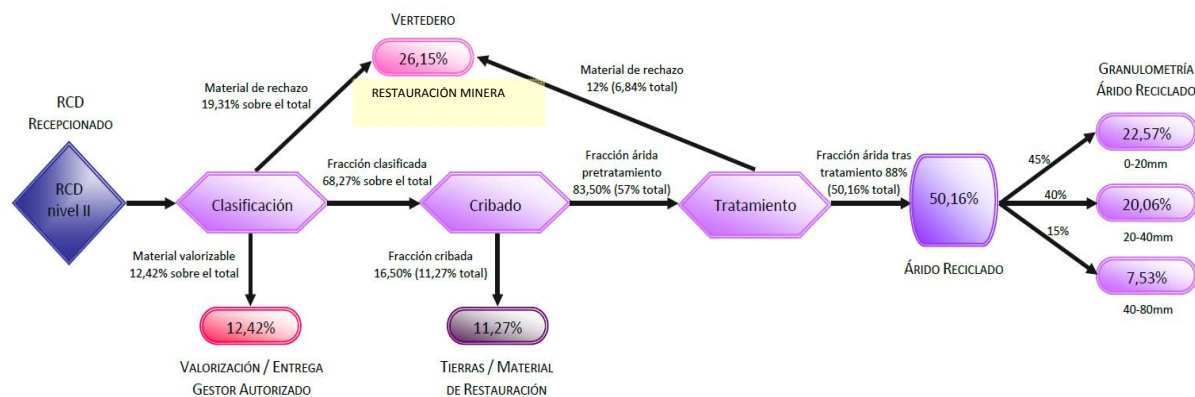 VERTEDERO
26,15%
RESTAURACIÓN MINERA
Material de rechazo
19,31% sobre el total
Material de rechazo
12% (6,84% total)
GRANULOMETRÍA
ÁRIDO RECICLADO
RCD
RECEPCIONADO
RCD
nivel II
Clasificación
Fracción clasificada
68,27% sobre el total
Cribado
Fracción árida
pretratamiento
83,50% (57% total)
Tratamiento
Fracción árida tras
tratamiento 88%
(50,16% total)
50,16%
ÁRIDO RECICLADO
45%
22,57%
0-20mm
40%
20,06%
20-40mm
15%
7,53%
40-80mm
Material valorizable
12,42% sobre el total
Fracción cribada
16,50% (11,27% total)
12,42%
11,27%
VALORIZACIÓN / ENTREGA
GESTOR AUTORIZADO
TIERRAS / MATERIAL
DE RESTAURACIÓN